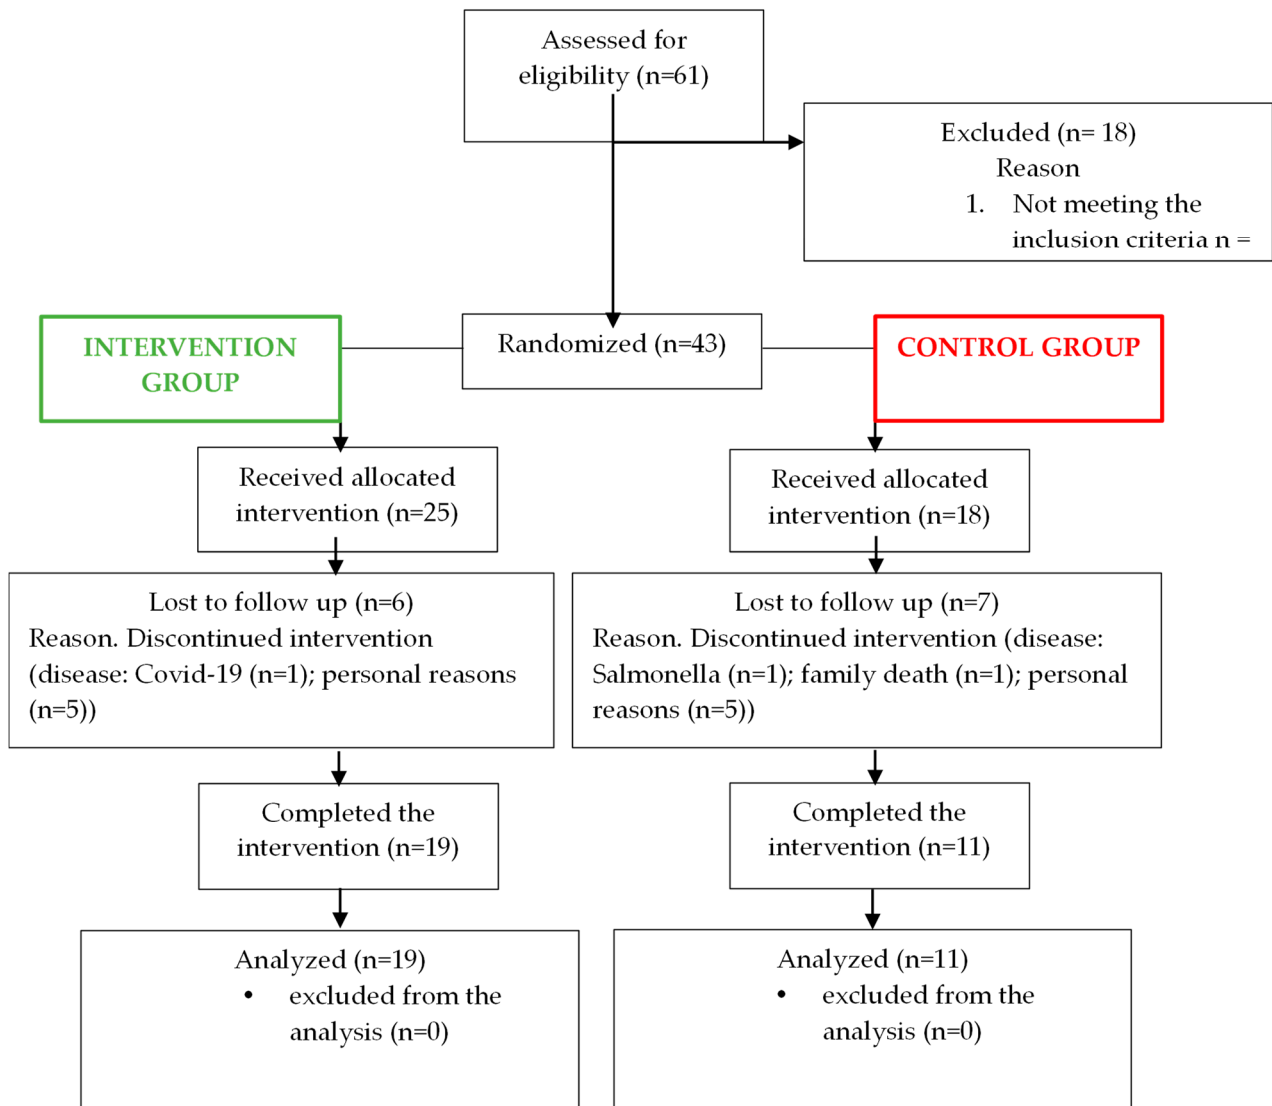 Assessed for
eligibility (n=61)
Excluded (n= 18)
Reason
1. Not meeting the
inclusion criteria n =
Randomized (n=43)
INTERVENTION
GROUP
CONTROL GROUP
Received allocated
intervention (n=25)
Received allocated
intervention (n=18)
Lost to follow up (n=6)
Reason. Discontinued intervention
(disease: Covid-19 (n=1); personal reasons
(n=5))
Lost to follow up (n=7)
Reason. Discontinued intervention (disease:
Salmonella (n=1); family death (n=1); personal
reasons (n=5))
Completed the
intervention (n=19)
Completed the
intervention (n=11)
Analyzed (n=19)
• excluded from the
analysis (n=0)
Analyzed (n=11)
• excluded from the
analysis (n=0)